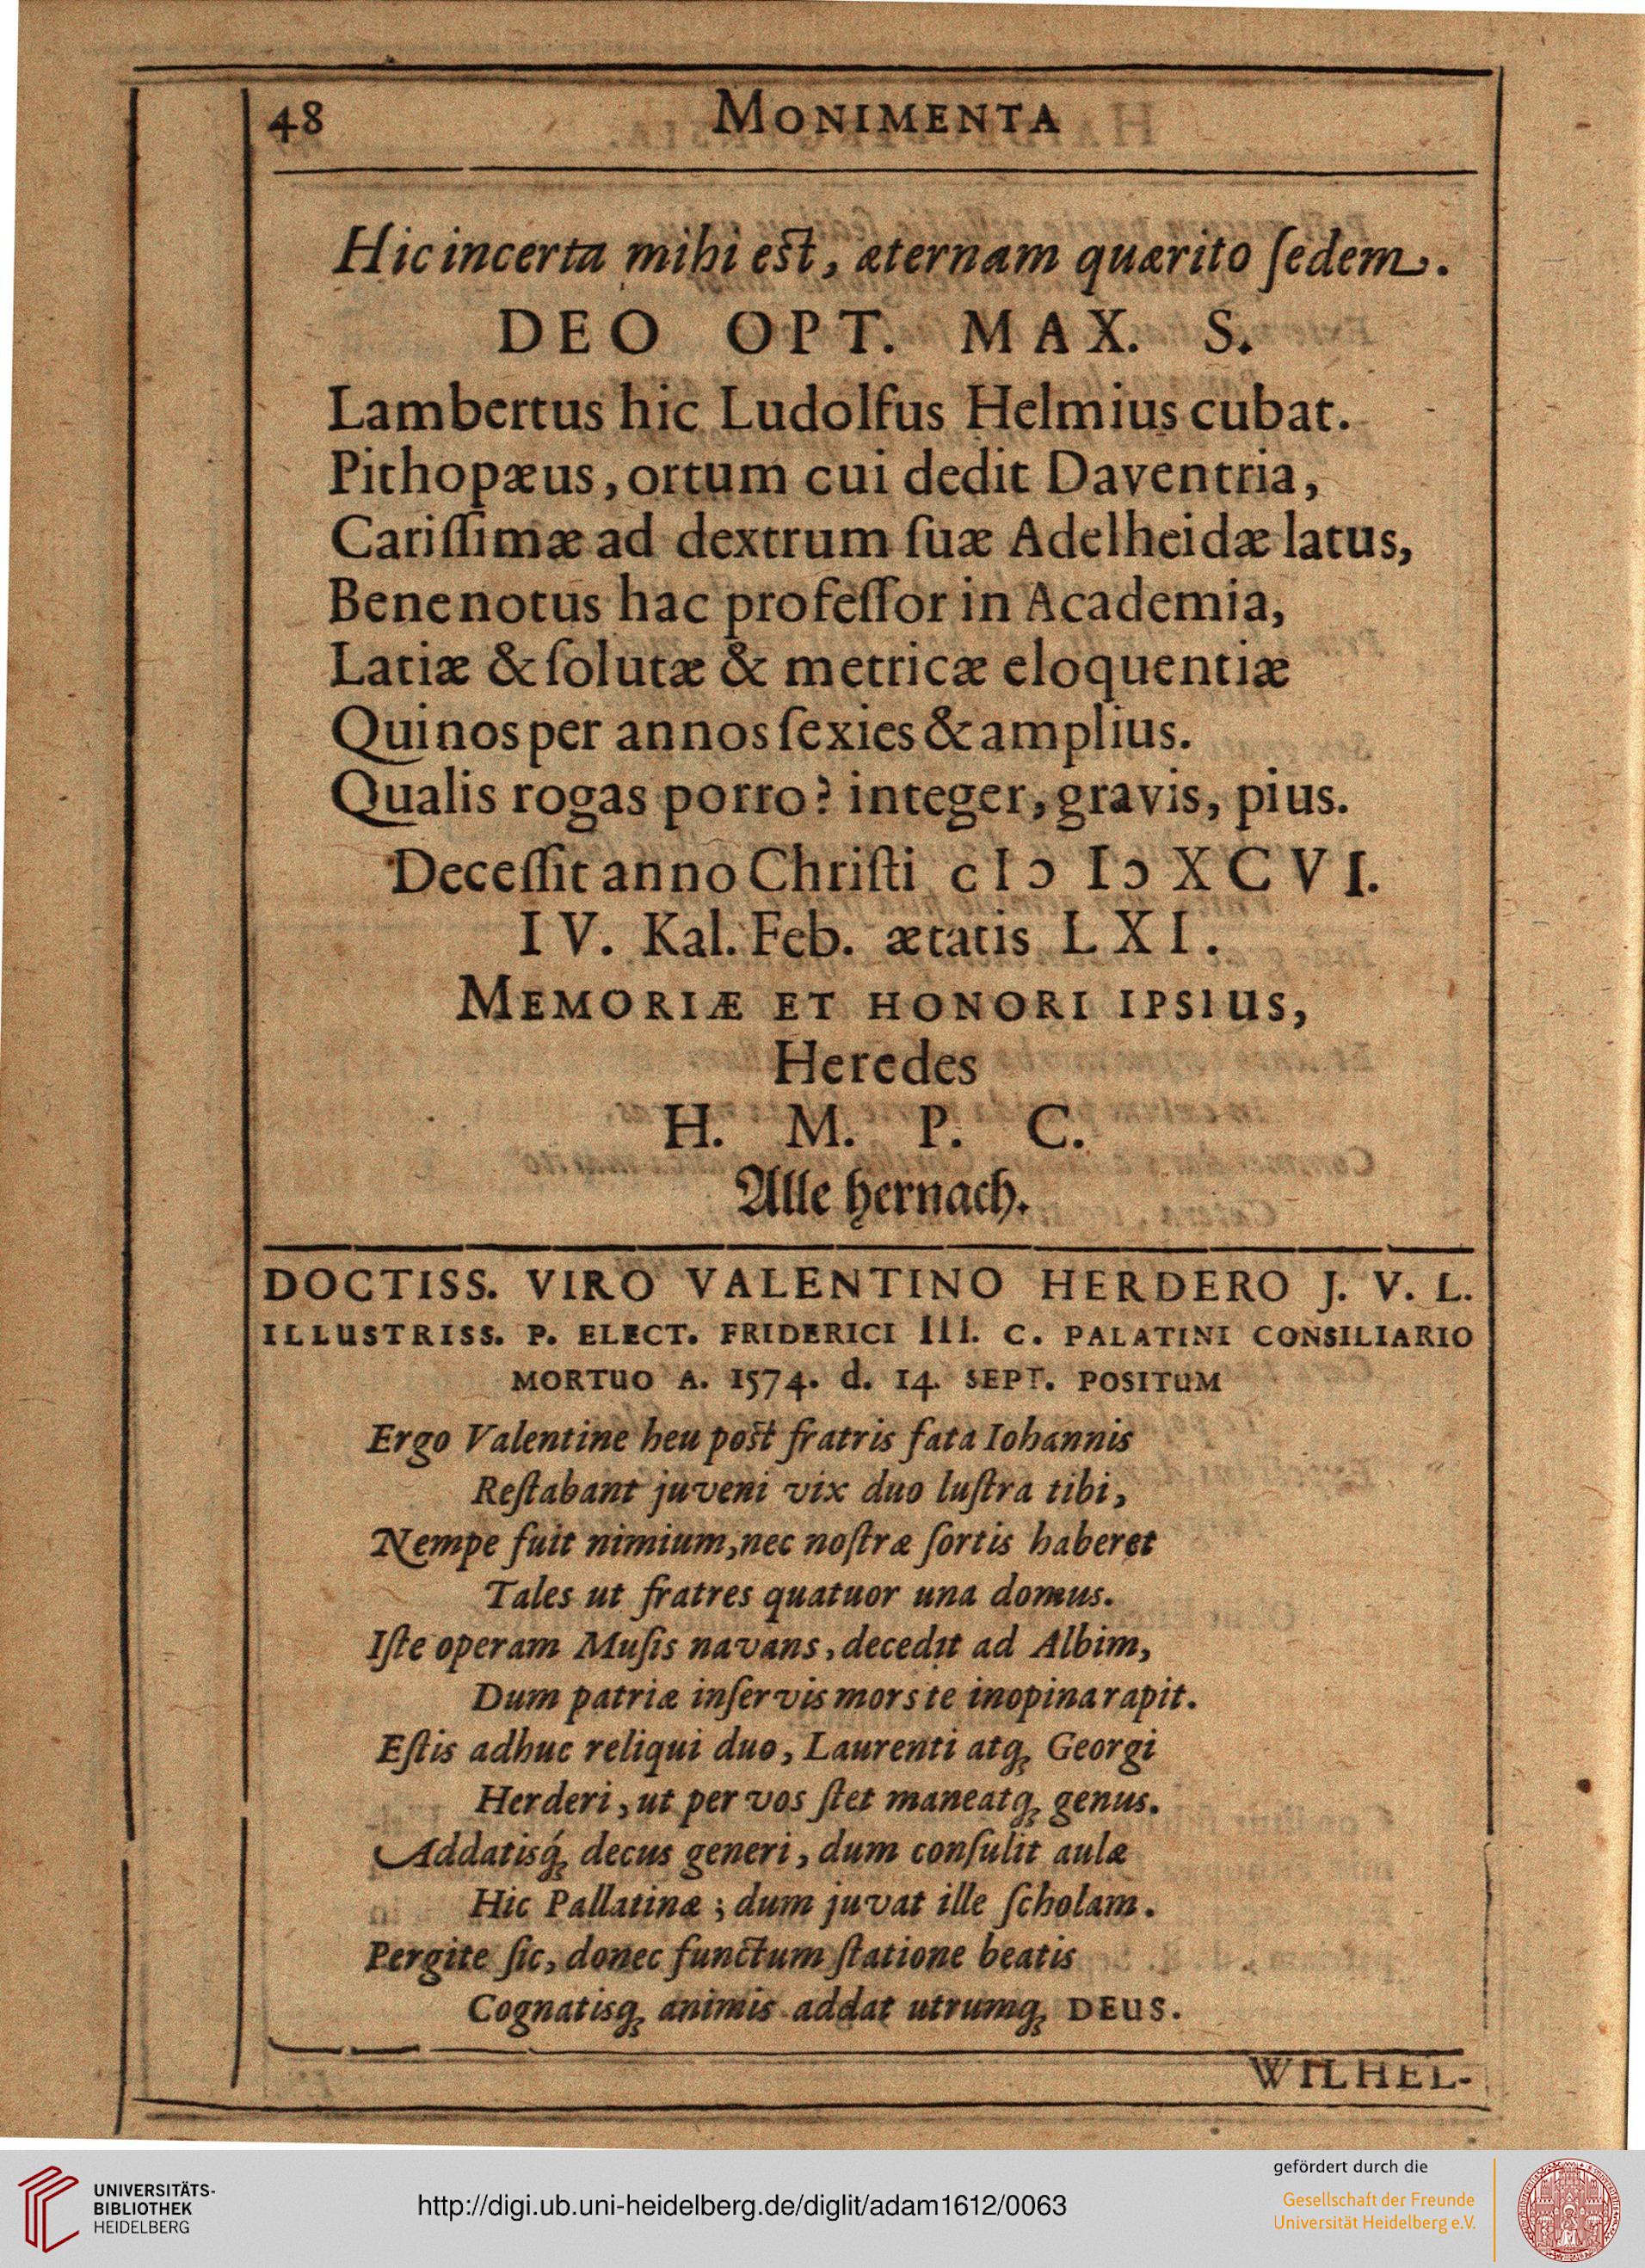 48 MONIMENTA
Hic incerta mihi est, æternam quærito ſedem.
DEO OPT. MAX. S.
Lambertus hic Ludolfus Helmius cubat.
Pithopæus, ortum cui dedit Daventria,
Cariſſimæ ad dextrum ſuæ Adelheidæ latus,
Bene notus hac profeſſor in Academia,
Latiæ & ſolutæ & metricæ eloquentiæ
Quinos per annos ſexies & amplius.
Qualis rogas porro? integer, gravis, pius.
Deceſſit anno Chriſti cIↄ Iↄ XCVI.
IV. Kal. Feb. ætatis LXI.
MEMORIÆ ET HONORI IPSIUS,
Heredes
H. M. P. C.
Alle hernach.
DOCTISS. VIRO VALENTINO HERDERO J. V. L.
ILLUSTRISS. P. ELECT. FRIDERICI III. C. PALATINI CONSILIARIO
MORTUO A. 1574. d. 14. SEPT. POSITUM
Ergo Valentine heu post fratris fata Iohannis
Reſtabant juveni vix duo luſtra tibi,
Nempe fuit nimium, nec noſtræ ſortis haberet
Tales ut fratres quatuor una domus.
Iſte operam Muſis navans, decedit ad Albim,
Dum patriæ inſervis mors te inopina rapit.
Eſtis adhuc reliqui duo, Laurenti atq; Georgi
Herderi, ut per vos ſtet maneatq; genus.
Addatisq́; decus generi, dum conſulit aulæ
Hic Pallatinæ; dum juvat ille ſcholam.
Pergite ſic, donec functum ſtatione beatis
Cognatisq; animis addat utrumq; DEUS.
WILHEL-
UNIVERSITÄTS-
BIBLIOTHEK
HEIDELBERG
http://digi.ub.uni-heidelberg.de/diglit/adam1612/0063
gefördert durch die
Gesellschaft der Freunde
Universität Heidelberg e.V.